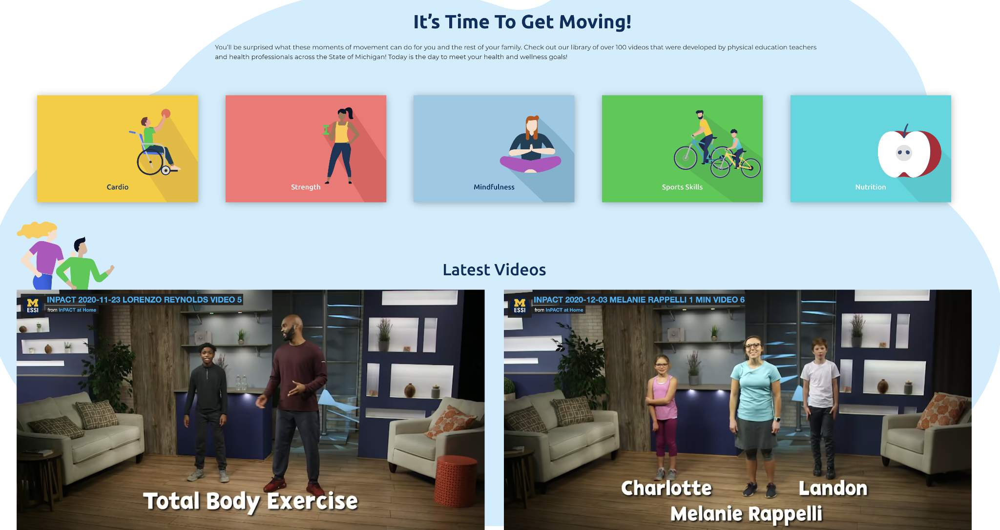 It's Time To Get Moving!
You'll be surprised what these moments of movement can do for you and the rest of your family. Check out our library of over 100 videos that were developed by physical education teachers
and health professionals across the State of Michigan! Today is the day to meet your health and wellness goals!
Cardio
Strength
Mindfulness
Sports Skills
Nutrition
Latest Videos
M
ESSI
INPACT 2020-11-23 LORENZO REYNOLDS VIDEO 5
from InPACT at Home
Total Body Exercise
M
ESSI
INPACT 2020-12-03 MELANIE RAPPELLI 1 MIN VIDEO 6
from InPACT at Home
Charlotte
Landon
Melanie Rappelli